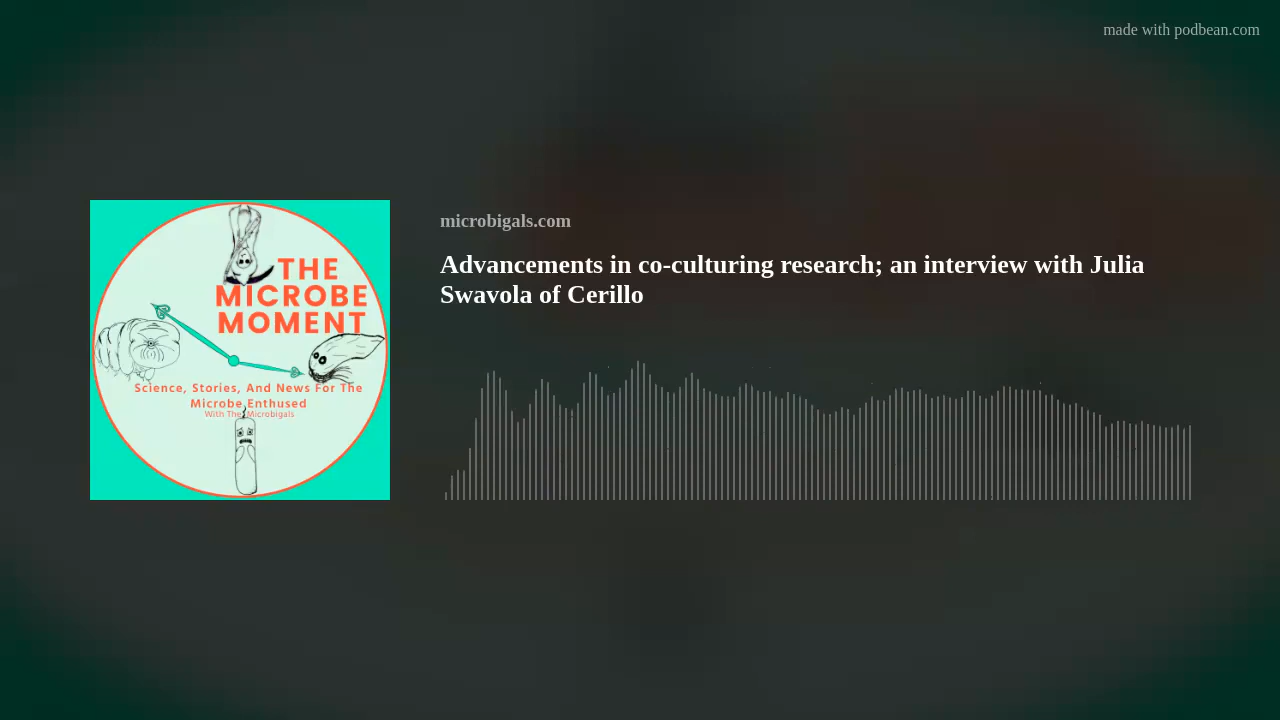 made with podbean.com
microbigals.com
Advancements in co-culturing research; an interview with Julia
Swavola of Cerillo
THE
MICROBE
MOMENT
Science, Stories, And News For The
Microbe Enthused
With The Microbigals